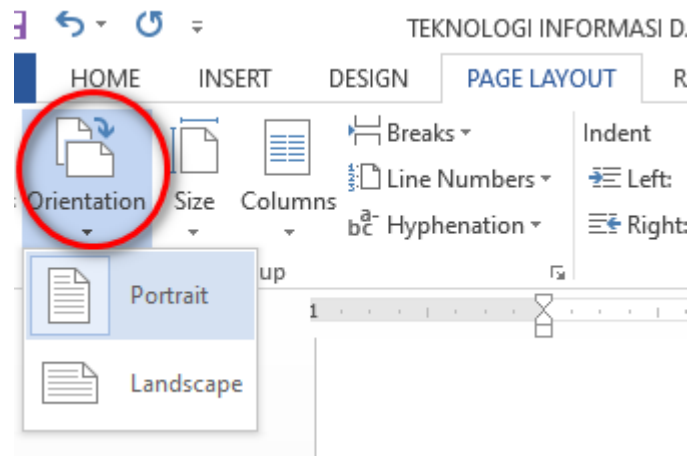 TEKNOLOGI INFORMASI D
HOME INSERT DESIGN PAGE LAYOUT R
Breaks Indent
Line Numbers Left:
Orientation Size Columns
Hyphenation Right:
up
Portrait
1
Landscape